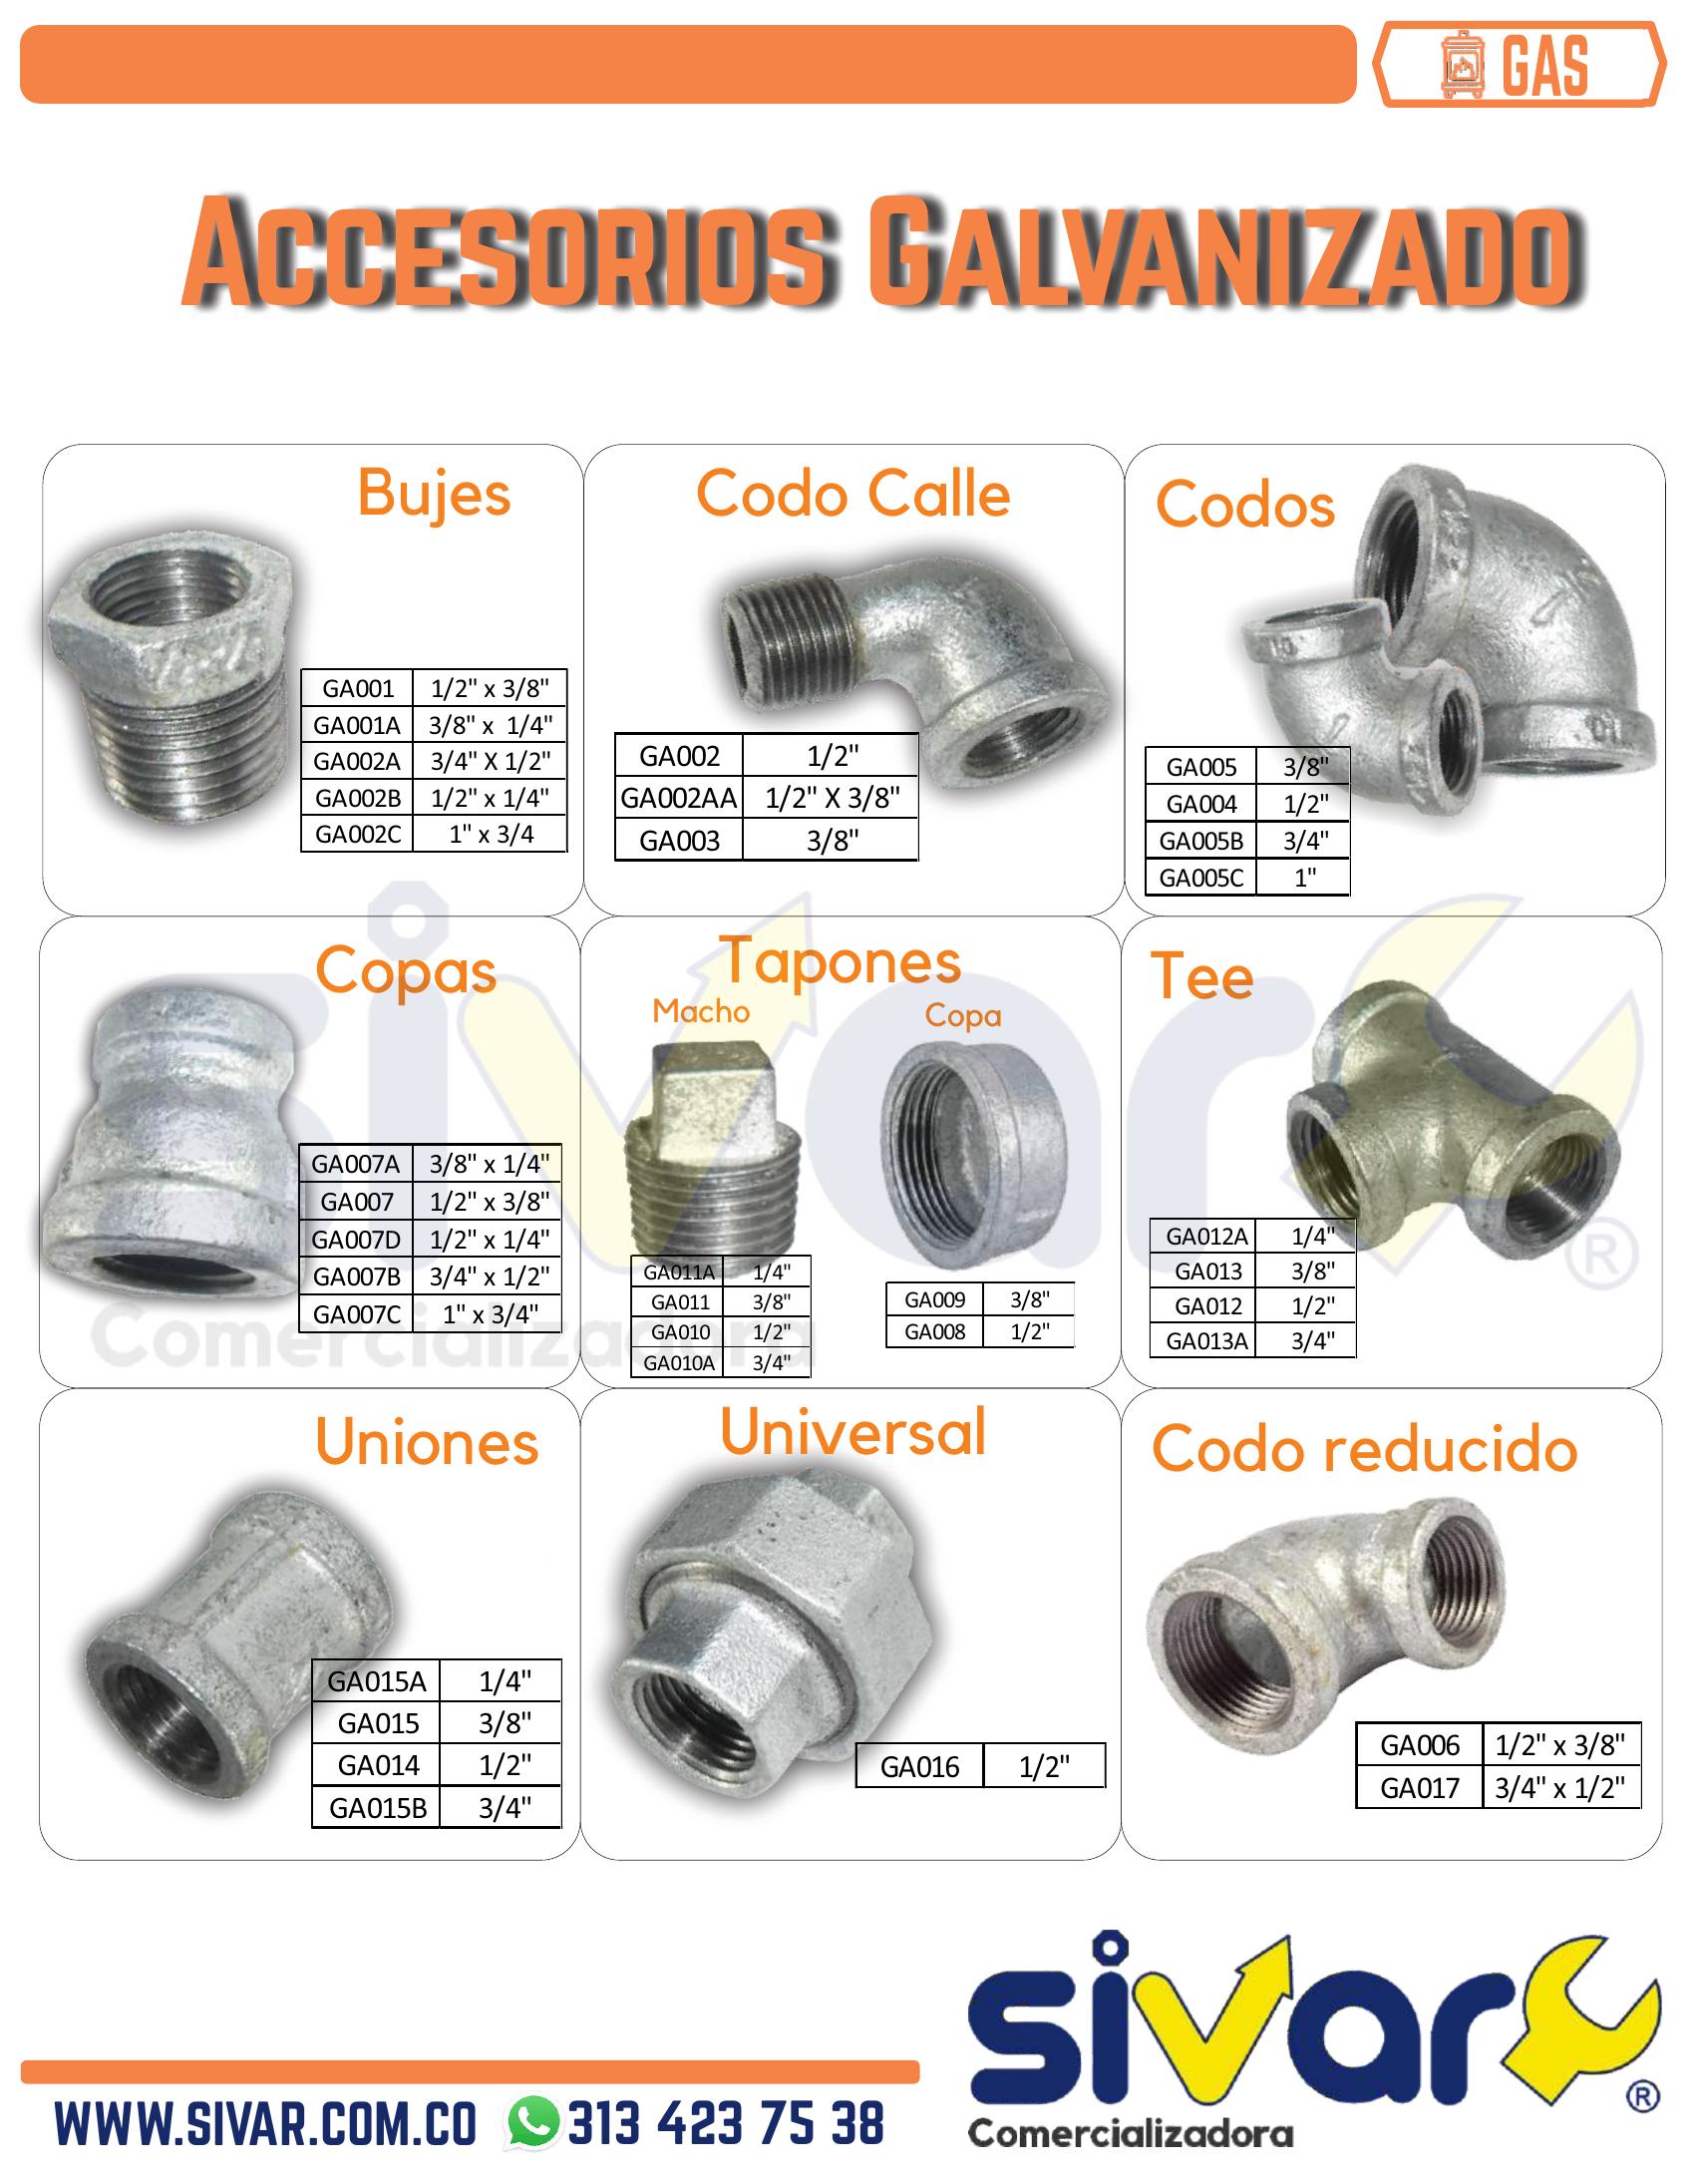 GAS
ACCESORIOS GALVANIZADO
Bujes
GA001 1/2" x 3/8"
GA001A 3/8" x 1/4"
GA002A 3/4" X 1/2"
GA002B 1/2" x 1/4"
GA002C 1" x 3/4
Codo Calle
GA002 1/2"
GA002AA 1/2" X 3/8"
GA003 3/8"
Codos
GA005 3/8"
GA004 1/2"
GA005B 3/4"
GA005C 1"
Copas
GA007A 3/8" x 1/4"
GA007 1/2" x 3/8"
GA007D 1/2" x 1/4"
GA007B 3/4" x 1/2"
GA007C 1" x 3/4"
Tapones
Macho
GA011A 1/4"
GA011 3/8"
GA010 1/2"
GA010A 3/4"
Copa
GA009 3/8"
GA008 1/2"
Tee
GA012A 1/4"
GA013 3/8"
GA012 1/2"
GA013A 3/4"
sivar
®
Comercializadora
Uniones
GA015A 1/4"
GA015 3/8"
GA014 1/2"
GA015B 3/4"
Universal
GA016 1/2"
Codo reducido
GA006 1/2" x 3/8"
GA017 3/4" x 1/2"
sivar
®
Comercializadora
WWW.SIVAR.COM.CO 313 423 75 38